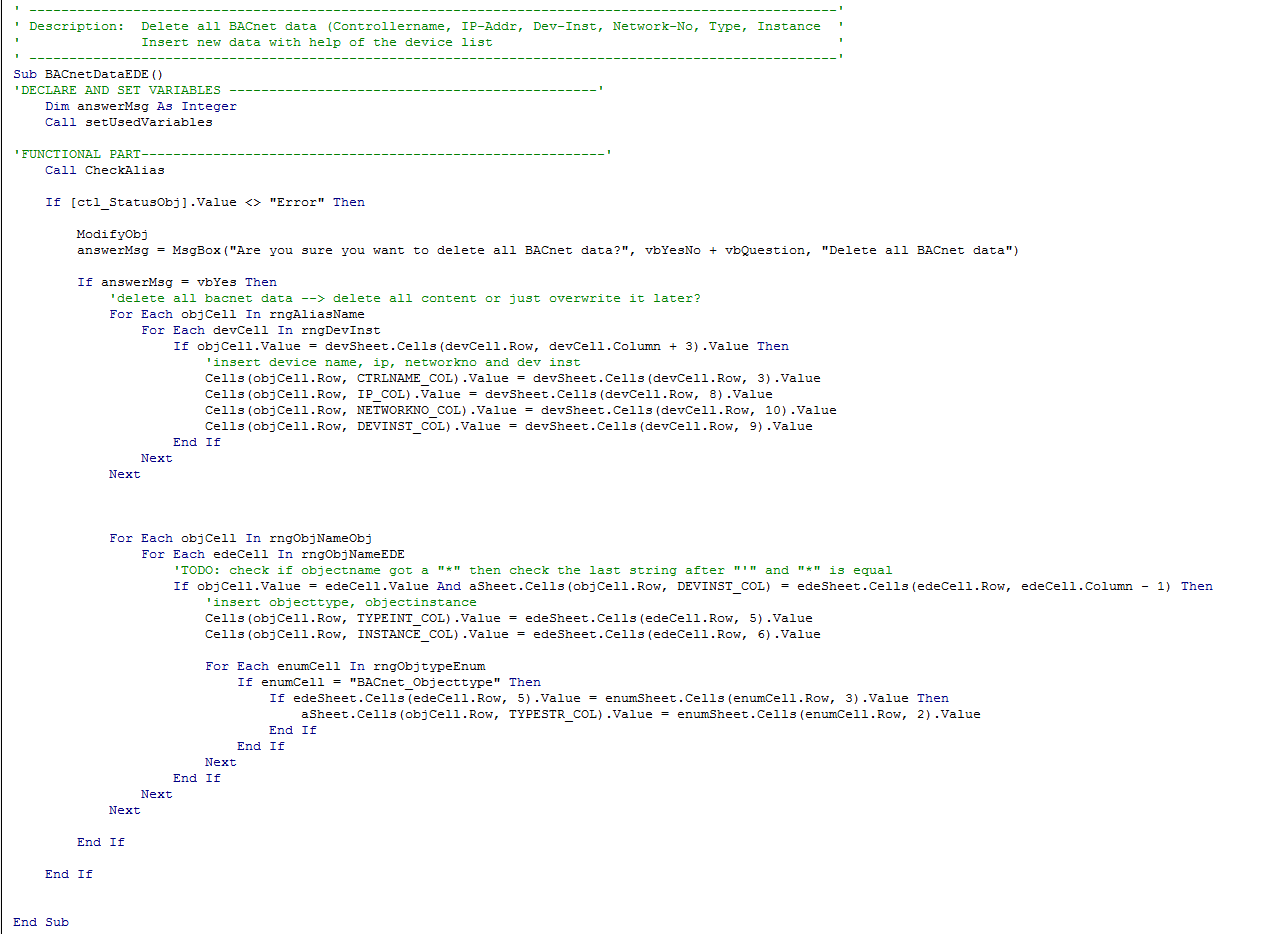 ' -----------------------------------------------------------------------------------------------------'
' Description:  Delete all BACnet data (Controllername, IP-Addr, Dev-Inst, Network-No, Type, Instance  '
'               Insert new data with help of the device list                                           '
' -----------------------------------------------------------------------------------------------------'
Sub BACnetDataEDE()
'DECLARE AND SET VARIABLES ----------------------------------------------'
    Dim answerMsg As Integer
    Call setUsedVariables
'FUNCTIONAL PART----------------------------------------------------------'
    Call CheckAlias
    If [ctl_StatusObj].Value <> "Error" Then
        ModifyObj
        answerMsg = MsgBox("Are you sure you want to delete all BACnet data?", vbYesNo + vbQuestion, "Delete all BACnet data")
        If answerMsg = vbYes Then
            'delete all bacnet data --> delete all content or just overwrite it later?
            For Each objCell In rngAliasName
                For Each devCell In rngDevInst
                    If objCell.Value = devSheet.Cells(devCell.Row, devCell.Column + 3).Value Then
                        'insert device name, ip, networkno and dev inst
                        Cells(objCell.Row, CTRLNAME_COL).Value = devSheet.Cells(devCell.Row, 3).Value
                        Cells(objCell.Row, IP_COL).Value = devSheet.Cells(devCell.Row, 8).Value
                        Cells(objCell.Row, NETWORKNO_COL).Value = devSheet.Cells(devCell.Row, 10).Value
                        Cells(objCell.Row, DEVINST_COL).Value = devSheet.Cells(devCell.Row, 9).Value
                    End If
                Next
            Next
            For Each objCell In rngObjNameObj
                For Each edeCell In rngObjNameEDE
                    'TODO: check if objectname got a "*" then check the last string after "'" and "*" is equal
                    If objCell.Value = edeCell.Value And aSheet.Cells(objCell.Row, DEVINST_COL) = edeSheet.Cells(edeCell.Row, edeCell.Column - 1) Then
                        'insert objecttype, objectinstance
                        Cells(objCell.Row, TYPEINT_COL).Value = edeSheet.Cells(edeCell.Row, 5).Value
                        Cells(objCell.Row, INSTANCE_COL).Value = edeSheet.Cells(edeCell.Row, 6).Value
                        For Each enumCell In rngObjtypeEnum
                            If enumCell = "BACnet_Objecttype" Then
                                If edeSheet.Cells(edeCell.Row, 5).Value = enumSheet.Cells(enumCell.Row, 3).Value Then
                                    aSheet.Cells(objCell.Row, TYPESTR_COL).Value = enumSheet.Cells(enumCell.Row, 2).Value
                                End If
                            End If
                        Next
                    End If
                Next
            Next
        End If
    End If
End Sub